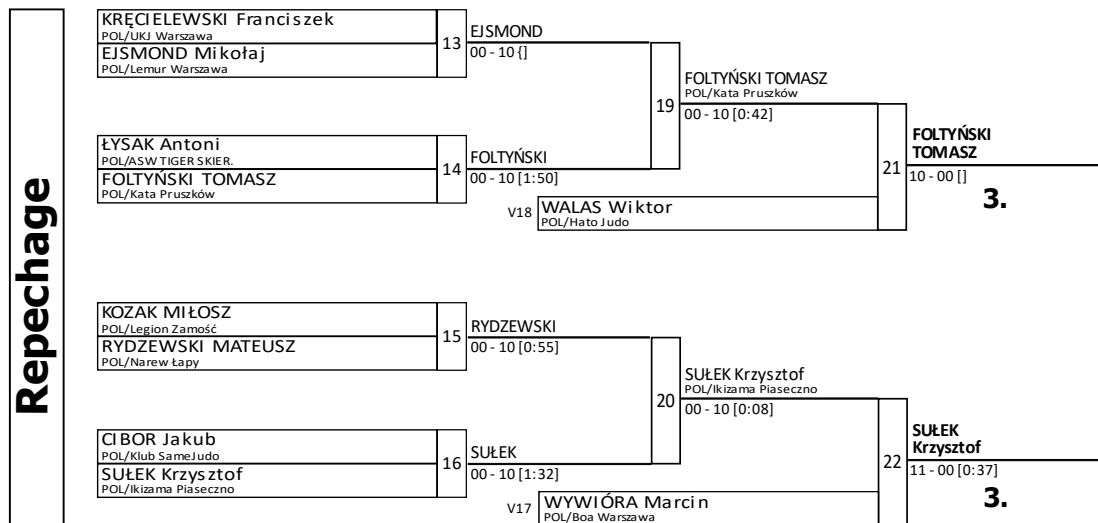 Repechage
KRĘCIELEWSKI Franciszek
POL/UKJ Warszawa
EJSMOND Mikołaj
POL/Lemur Warszawa
13
EJSMOND
00 - 10 {]
ŁYSAK Antoni
POL/ASW TIGER SKIER.
FOLTYŃSKI TOMASZ
POL/Kata Pruszków
14
FOLTYŃSKI
00 - 10 [1:50]
19
FOLTYŃSKI TOMASZ
POL/Kata Pruszków
00 - 10 [0:42]
V18
WALAS Wiktor
POL/Hato Judo
21
FOLTYŃSKI
TOMASZ
10 - 00 []
3.
KOZAK MIŁOSZ
POL/Legion Zamość
RYDZEWSKI MATEUSZ
POL/Narew Łapy
15
RYDZEWSKI
00 - 10 [0:55]
CIBOR Jakub
POL/Klub SameJudo
SUŁEK Krzysztof
POL/Ikizama Piaseczno
16
SUŁEK
00 - 10 [1:32]
20
SUŁEK Krzysztof
POL/Ikizama Piaseczno
00 - 10 [0:08]
V17
WYWIÓRA Marcin
POL/Boa Warszawa
22
SUŁEK
Krzysztof
11 - 00 [0:37]
3.